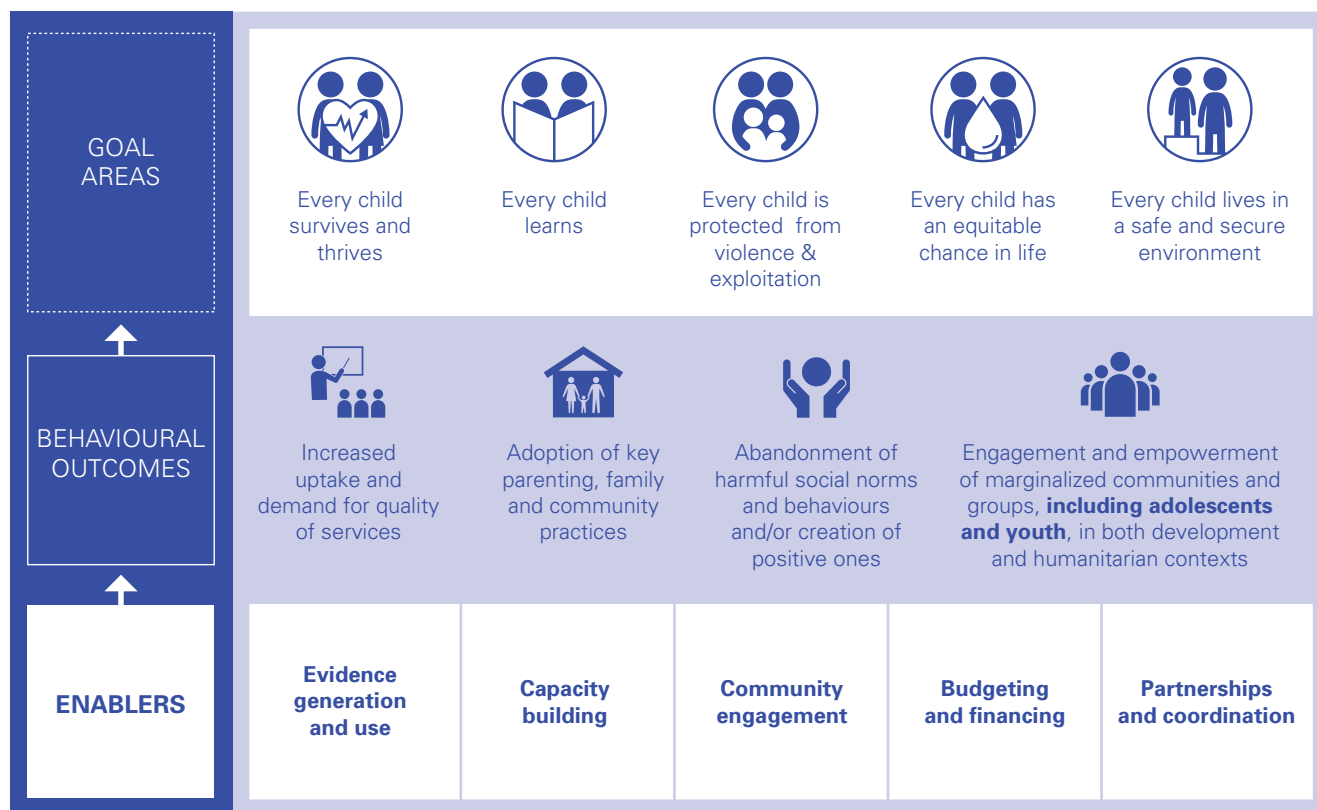 GOAL
AREAS
Every child
survives and
thrives
Every child
learns
Every child is
protected from
violence &
exploitation
Every child has
an equitable
chance in life
Every child lives in
a safe and secure
environment
BEHAVIOURAL
OUTCOMES
Increased
uptake and
demand for quality
of services
Adoption of key
parenting, family
and community
practices
Abandonment of
harmful social norms
and behaviours
and/or creation of
positive ones
Engagement and empowerment
of marginalized communities and
groups, including adolescents
and youth, in both development
and humanitarian contexts
ENABLERS
Evidence
generation
and use
Capacity
building
Community
engagement
Budgeting
and financing
Partnerships
and coordination